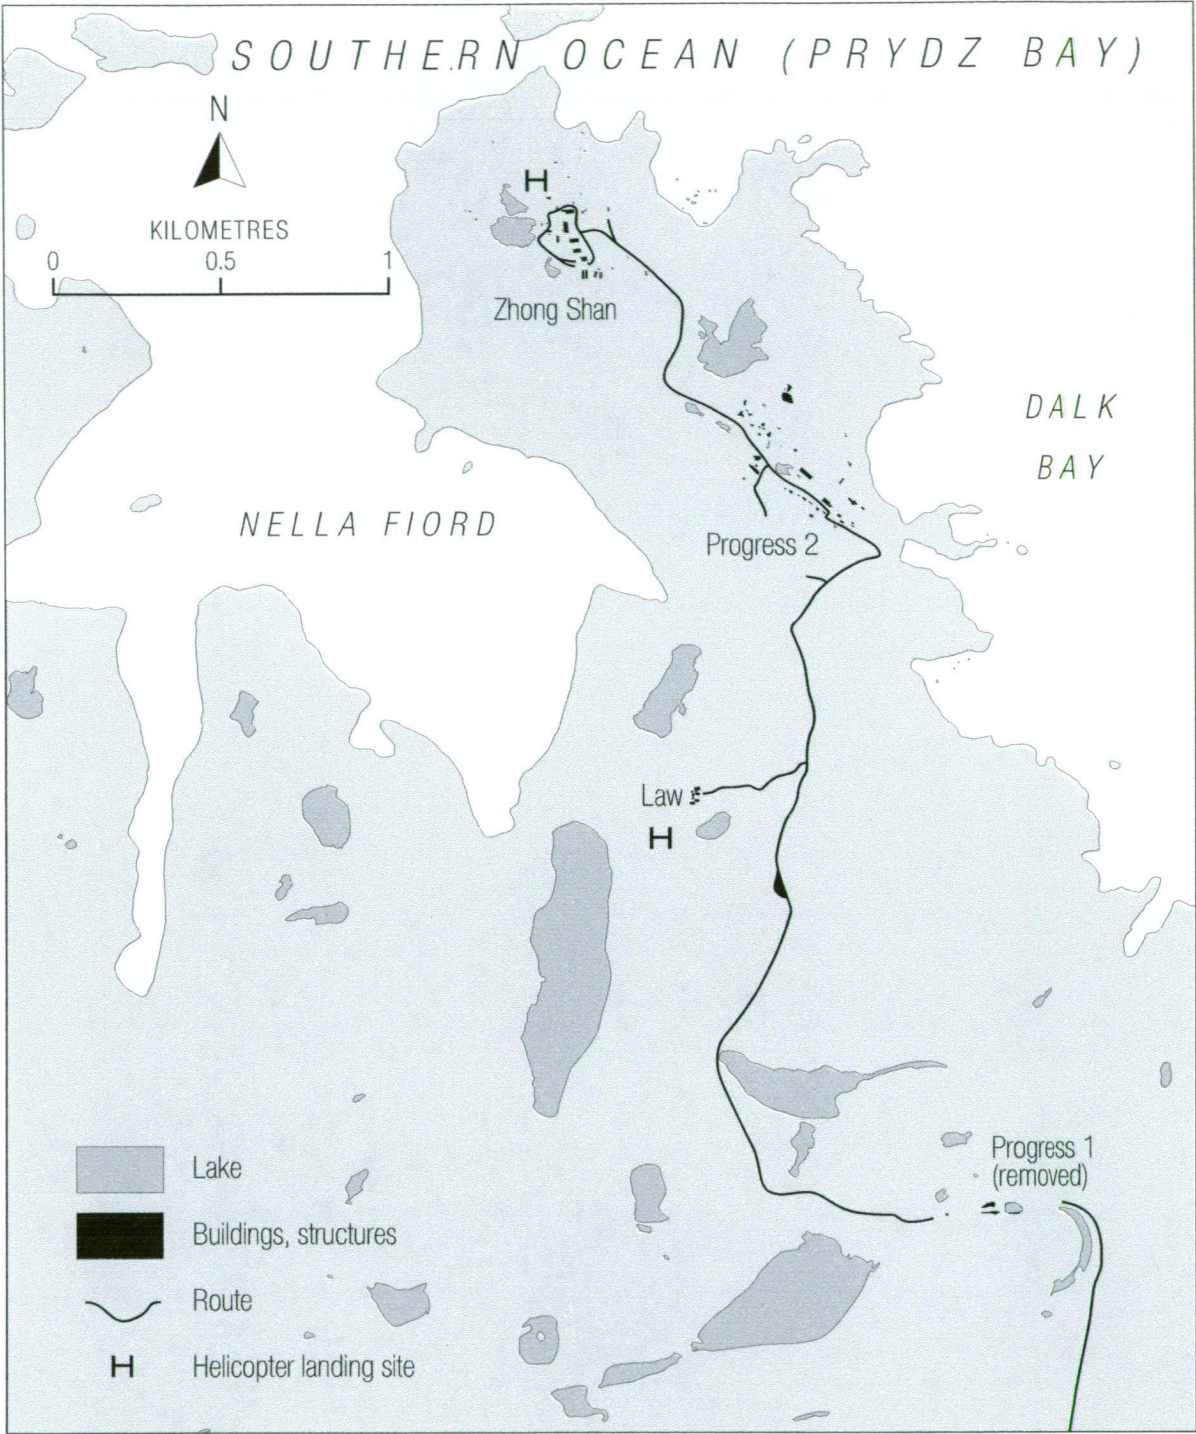 SOUTHERN OCEAN (PRYDZ BAY)
N
KILOMETRES
0 0.5 1
H
Zhong Shan
DALK
BAY
NELLA FIORD
Progress 2
Law
H
Progress 1
(removed)
Lake
Buildings, structures
Route
H Helicopter landing site